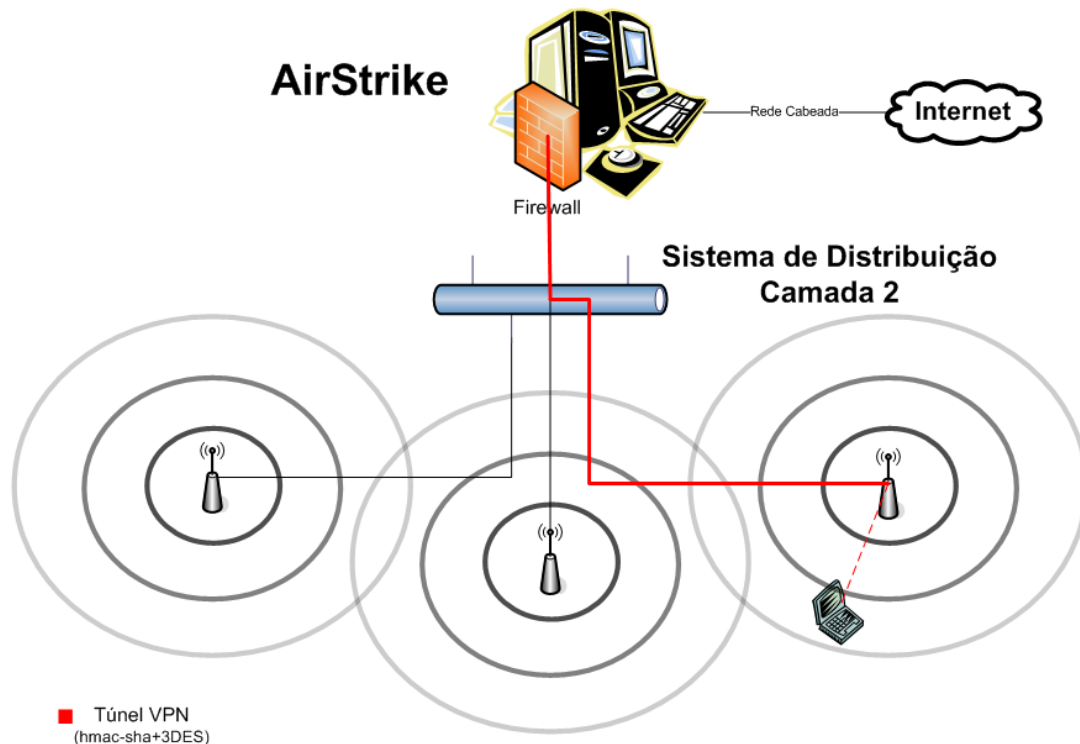 AirStrike
Rede Cabeada
Internet
Firewall
Sistema de Distribuição
Camada 2
Túnel VPN
(hmac-sha+3DES)